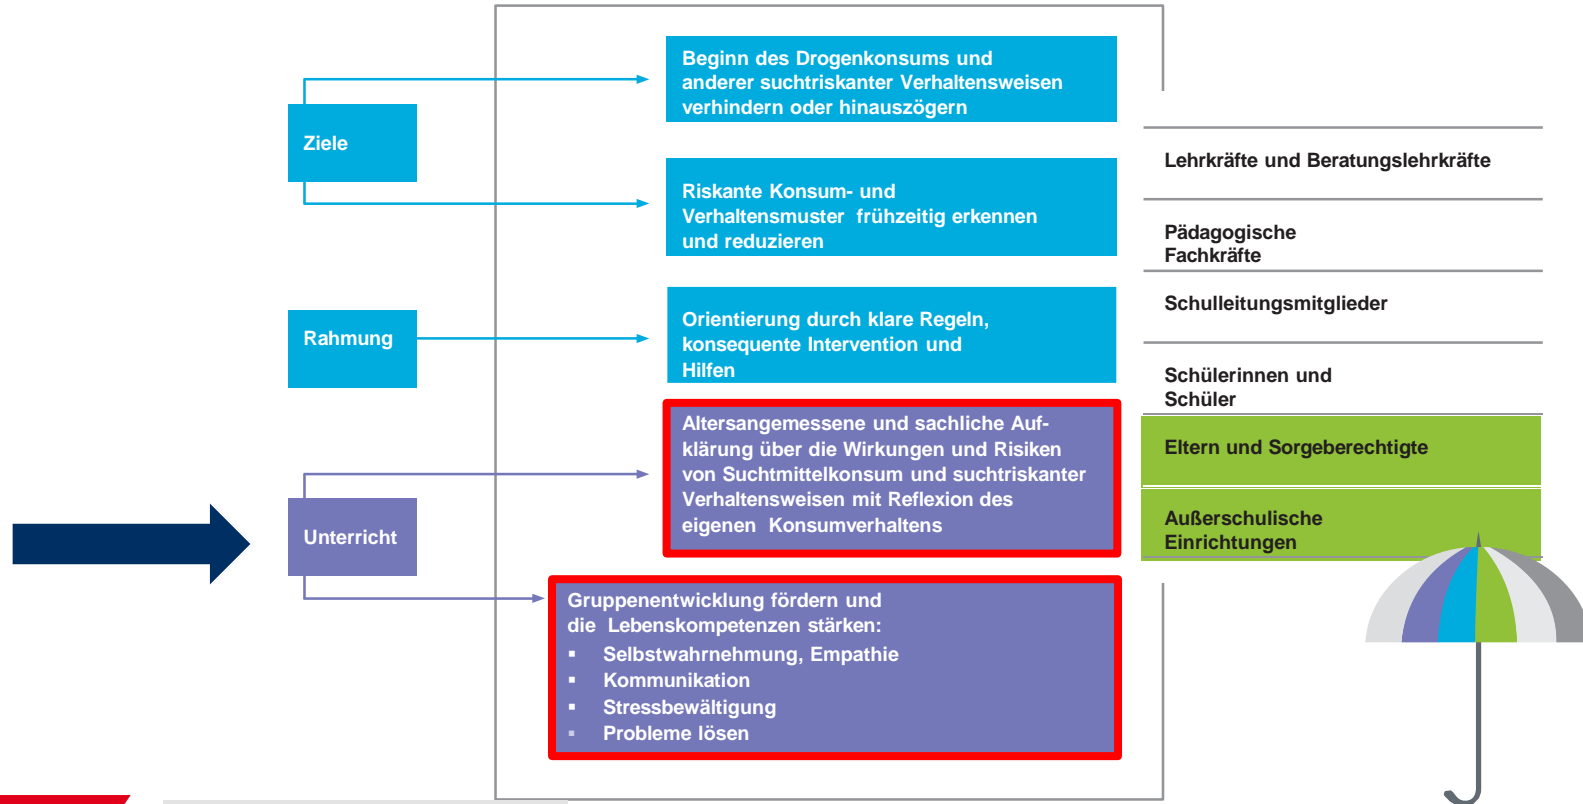 Ziele
Beginn des Drogenkonsums und
anderer suchtriskanter Verhaltensweisen
verhindern oder hinauszögern
Riskante Konsum- und
Verhaltensmuster frühzeitig erkennen
und reduzieren
Rahmung
Orientierung durch klare Regeln,
konsequente Intervention und
Hilfen
Unterricht
Altersangemessene und sachliche Auf-
klärung über die Wirkungen und Risiken
von Suchtmittelkonsum und suchtriskanter
Verhaltensweisen mit Reflexion des
eigenen Konsumverhaltens
Gruppenentwicklung fördern und
die Lebenskompetenzen stärken:
▪ Selbstwahrnehmung, Empathie
▪ Kommunikation
▪ Stressbewältigung
▪ Probleme lösen
Lehrkräfte und Beratungslehrkräfte
Pädagogische
Fachkräfte
Schulleitungsmitglieder
Schülerinnen und
Schüler
Eltern und Sorgeberechtigte
Außerschulische
Einrichtungen